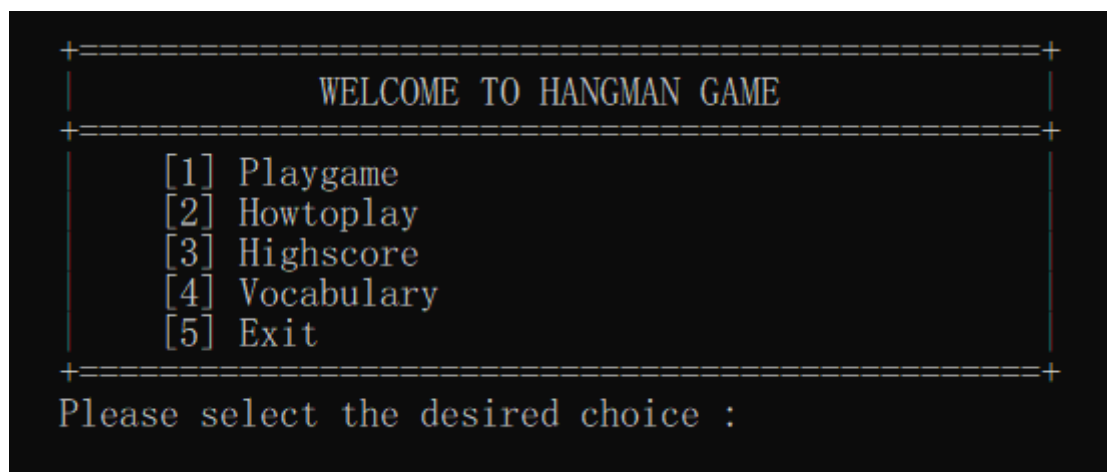 +================================================+
| WELCOME TO HANGMAN GAME |
+================================================+
| [1] Playgame |
| [2] Howtoplay |
| [3] Highscore |
| [4] Vocabulary |
| [5] Exit |
+================================================+
Please select the desired choice :